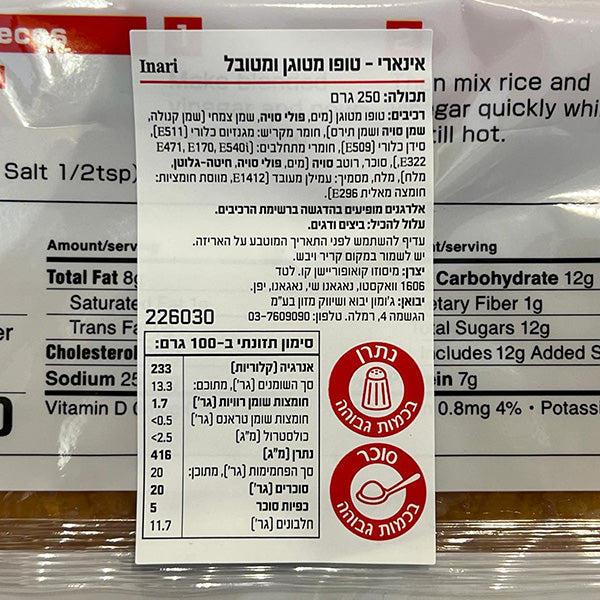 eces
1
n mix rice and
gar quickly whi
till hot.
Salt 1/2tsp)
Inari
אינארי - טופו מטוגן ומטובל
תכולה: 250 גרם
רכיבים: טופו מטוגן (מים, פולי סויה, שמן צמחי (שמן קנולה,
שמן סויה ושמן תירס), חומר מקריש: מגנזיום כלורי (E511),
סידן כלורי (E509), חומרי מתחלבים: E471, E170, E540i
E322,), סוכר, רוטב סויה (מים, פולי סויה, חיטה-גלוטן,
מלח), מלח, מסמיך: עמילן מעובד (E1412, מווסת חומציות:
חומצה מאלית E296).
אלרגנים מופיעים בהדגשה ברשימת הרכיבים.
עלול להכיל: ביצים ודגים.
עדיף להשתמש לפני התאריך המוטבע על האריזה.
יש לשמור במקום קריר ויבש.
יצרן: מיסוזו קואופוריישן קו. לטד
1606 וואקסטו, נאגאנו שי, נאגאנו, יפן.
יבואן: ג'ומון יבוא ושיווק מזון בע"מ
הגשמה 4, רמלה. טלפון: 03-7609090
226030
סימון תזונתי ב-100 גרם:
אנרגיה (קלוריות) 233
סך השומנים (גר'), מתוכם: 13.3
חומצות שומן רוויות (גר') 1.7
חומצות שומן טראנס (גר') <0.5
כולסטרול (מ"ג) <2.5
נתרן (מ"ג) 416
סך הפחמימות (גר'), מתוכן: 20
סוכרים (גר') 20
כפיות סוכר 5
חלבונים (גר') 11.7
נתרן
בכמות גבוהה
סוכר
בכמות גבוהה
Amount/serv
Total Fat 8g
Saturated
Trans Fa
Cholesterol
Sodium 25
Vitamin D
er
t/serving
Carbohydrate 12g
etary Fiber 1g
tal Sugars 12g
cludes 12g Added S
ein 7g
0.8mg 4% • Potass